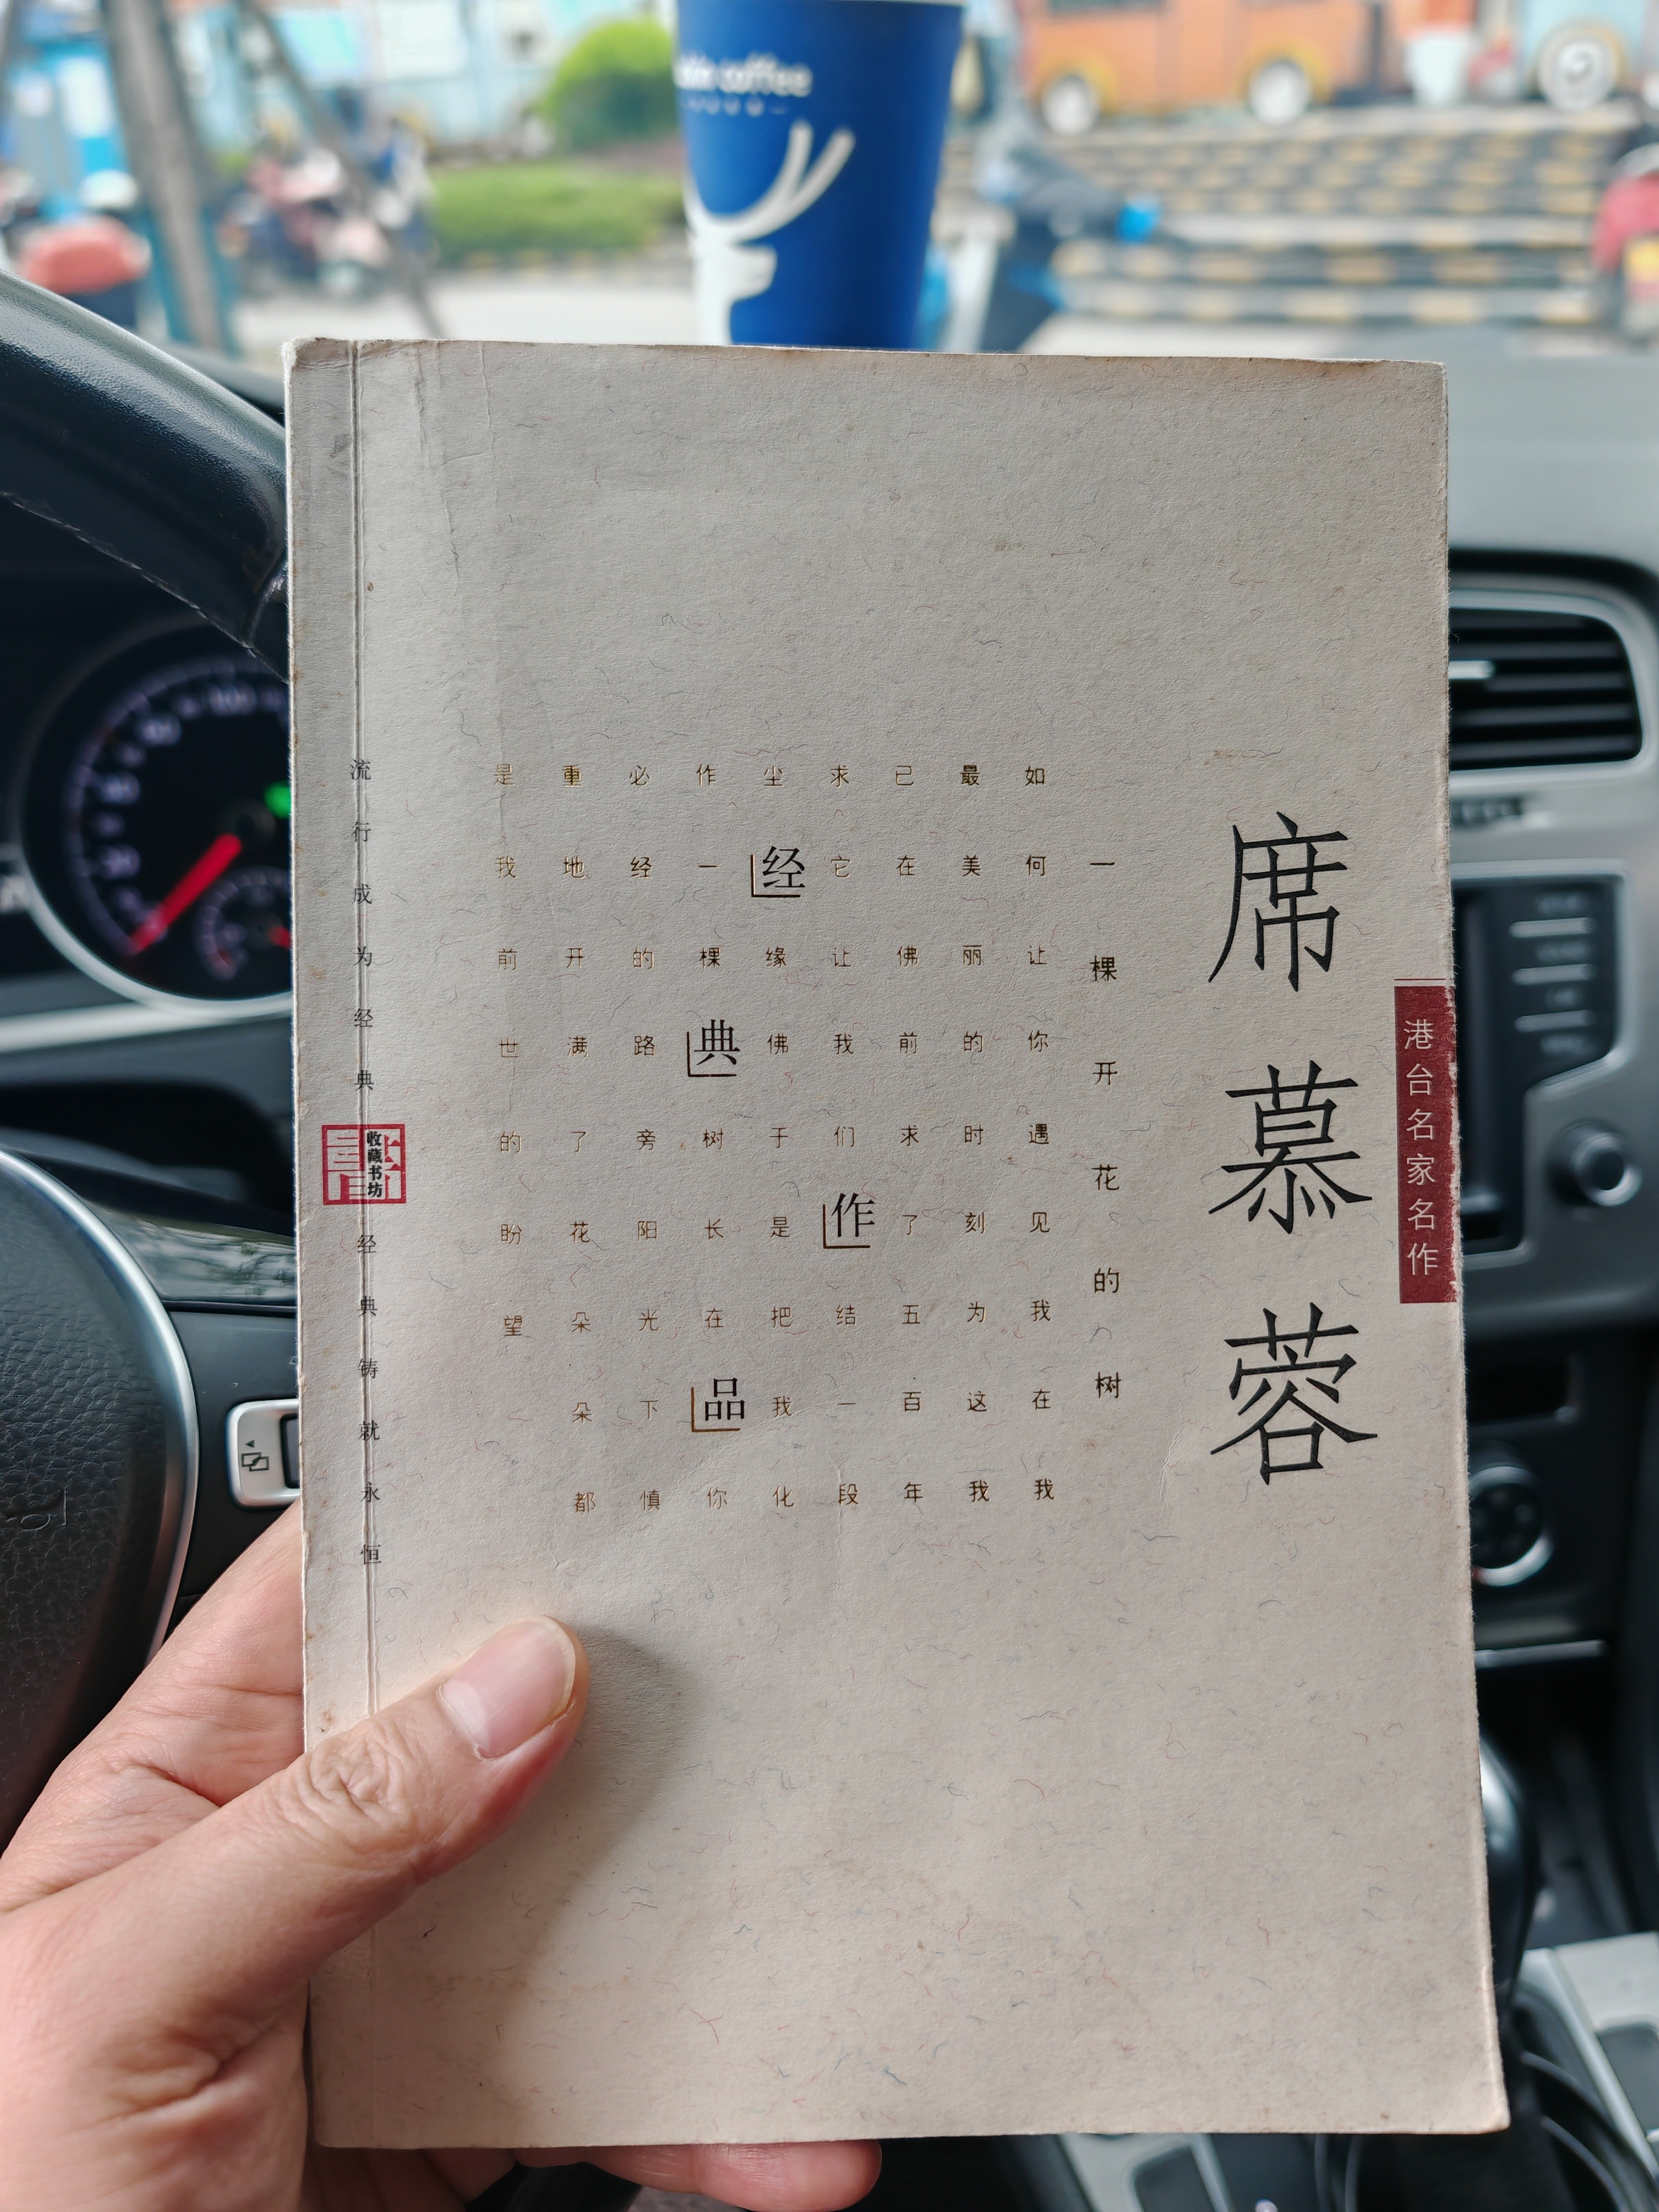 港台名家名作
席慕蓉
一棵开花的树
如何让你遇见我在我
最美丽的时刻为这我
已在佛前求了五百年
求它让我们作结一段
尘经缘佛于是把我化
作一棵典树长在品你
必经的路旁阳光下慎
重地开满了花朵朵都
是我前世的盼望
流行成为经典
收藏书坊
经典铸就永恒
coffee
100